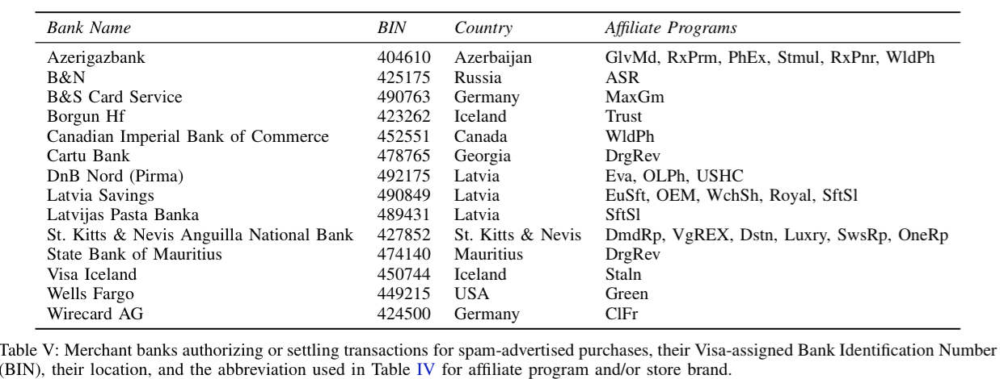 Bank Name BIN Country Affiliate Programs
Azerigazbank 404610 Azerbaijan GlvMd, RxPrm, PhEx, Stmul, RxPnr, WldPh
B&N 425175 Russia ASR
B&S Card Service 490763 Germany MaxGm
Borgun Hf 423262 Iceland Trust
Canadian Imperial Bank of Commerce 452551 Canada WldPh
Cartu Bank 478765 Georgia DrgRev
DnB Nord (Pirma) 492175 Latvia Eva, OLPh, USHC
Latvia Savings 490849 Latvia EuSft, OEM, WchSh, Royal, SftSl
Latvijas Pasta Banka 489431 Latvia SftSl
St. Kitts & Nevis Anguilla National Bank 427852 St. Kitts & Nevis DmdRp, VgREX, Dstn, Luxry, SwsRp, OneRp
State Bank of Mauritius 474140 Mauritius DrgRev
Visa Iceland 450744 Iceland Staln
Wells Fargo 449215 USA Green
Wirecard AG 424500 Germany ClFr
Table V: Merchant banks authorizing or settling transactions for spam-advertised purchases, their Visa-assigned Bank Identification Number
(BIN), their location, and the abbreviation used in Table IV for affiliate program and/or store brand.